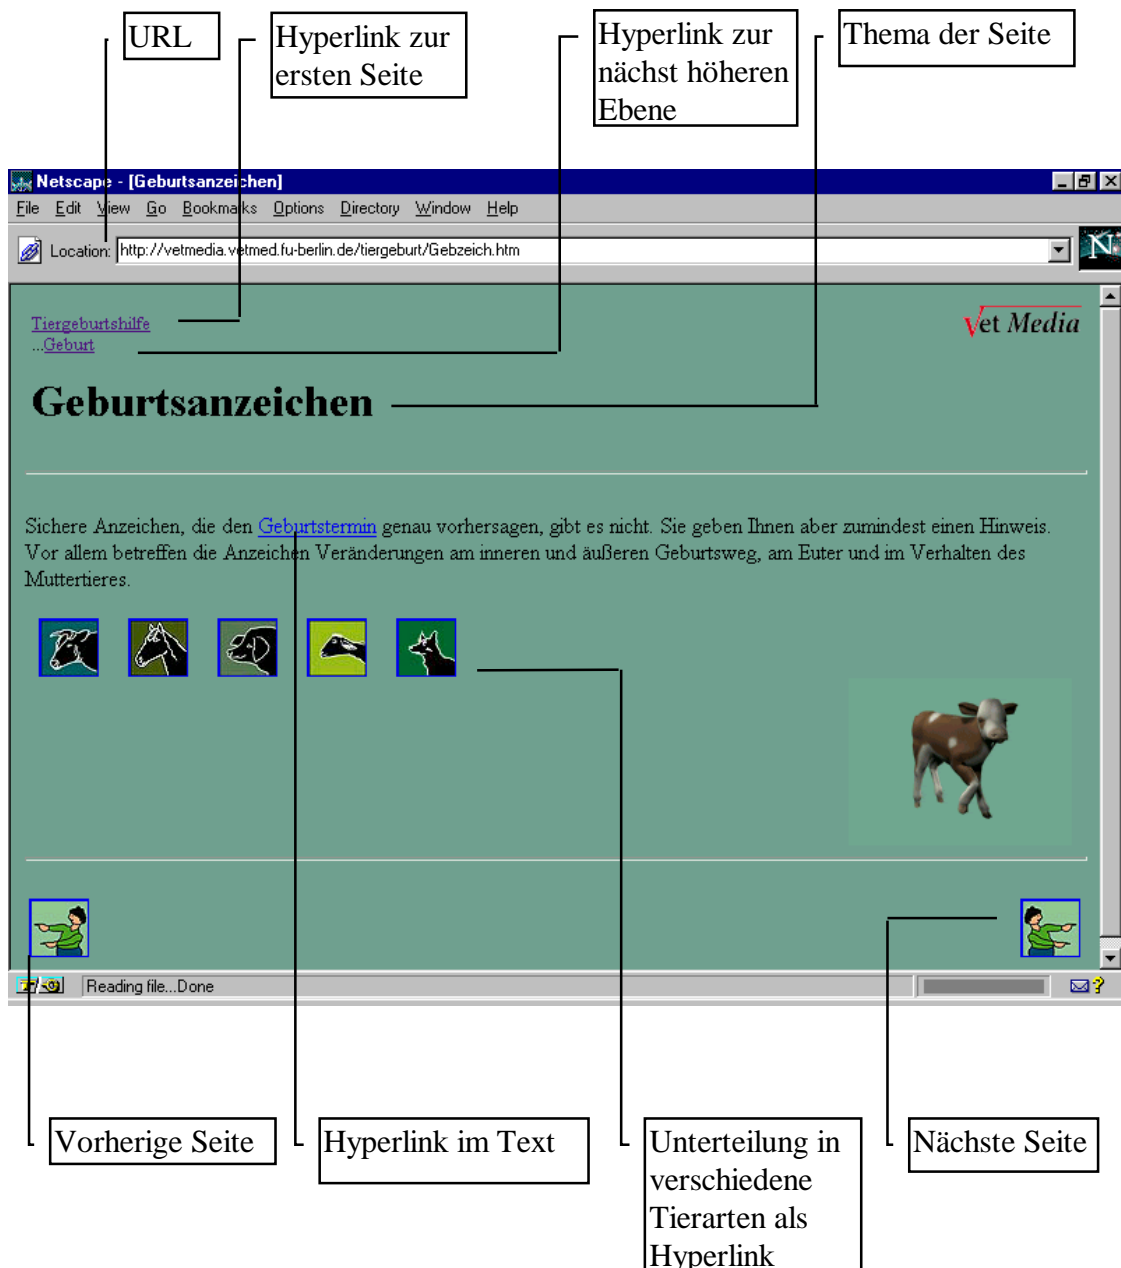 URL
Hyperlink zur
ersten Seite
Hyperlink zur
nächst höheren
Ebene
Thema der Seite
Netscape - [Geburtsanzeichen]
File Edit View Go Bookmarks Options Directory Window Help
Location: http://vetmedia.vetmed.fu-berlin.de/tiergeburt/Gebzeich.htm
N
Tiergeburtshilfe
...Geburt
Vet Media
Geburtsanzeichen
Sichere Anzeichen, die den Geburtstermin genau vorhersagen, gibt es nicht. Sie geben Ihnen aber zumindest einen Hinweis.
Vor allem betreffen die Anzeichen Veränderungen am inneren und äußeren Geburtsweg, am Euter und im Verhalten des
Muttertieres.
Reading file...Done
Vorherige Seite
Hyperlink im Text
Unterteilung in
verschiedene
Tierarten als
Hyperlink
Nächste Seite